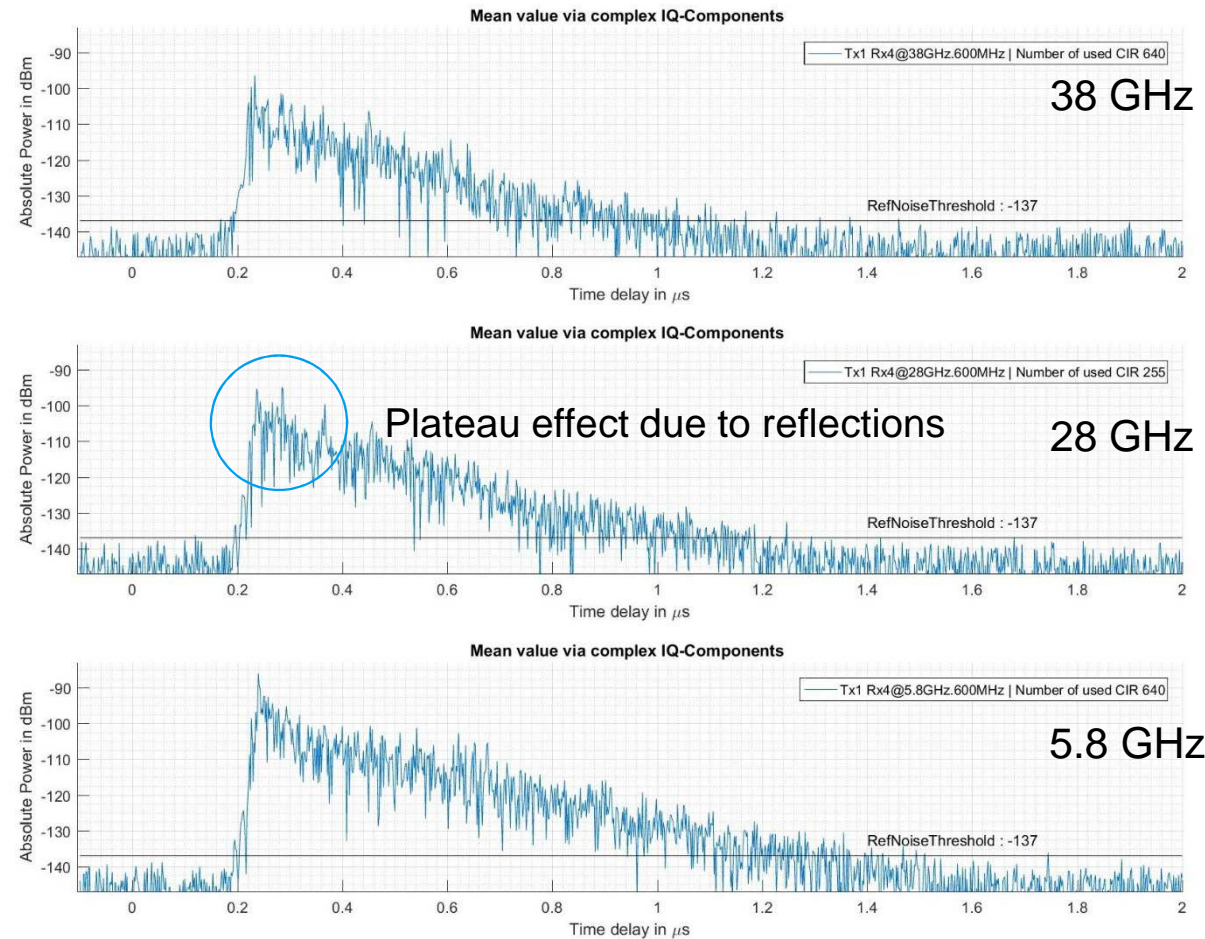 Mean value via complex IQ-Components
Tx1 Rx4@38GHz.600MHz | Number of used CIR 640
38 GHz
Absolute Power in dBm
-90
-100
-110
-120
-130
-140
RefNoiseThreshold : -137
0 0.2 0.4 0.6 0.8 1 1.2 1.4 1.6 1.8 2
Time delay in μs
Mean value via complex IQ-Components
Tx1 Rx4@28GHz.600MHz | Number of used CIR 255
Plateau effect due to reflections
28 GHz
Absolute Power in dBm
-90
-100
-110
-120
-130
-140
RefNoiseThreshold : -137
0 0.2 0.4 0.6 0.8 1 1.2 1.4 1.6 1.8 2
Time delay in μs
Mean value via complex IQ-Components
Tx1 Rx4@5.8GHz.600MHz | Number of used CIR 640
5.8 GHz
Absolute Power in dBm
-90
-100
-110
-120
-130
-140
RefNoiseThreshold : -137
0 0.2 0.4 0.6 0.8 1 1.2 1.4 1.6 1.8 2
Time delay in μs